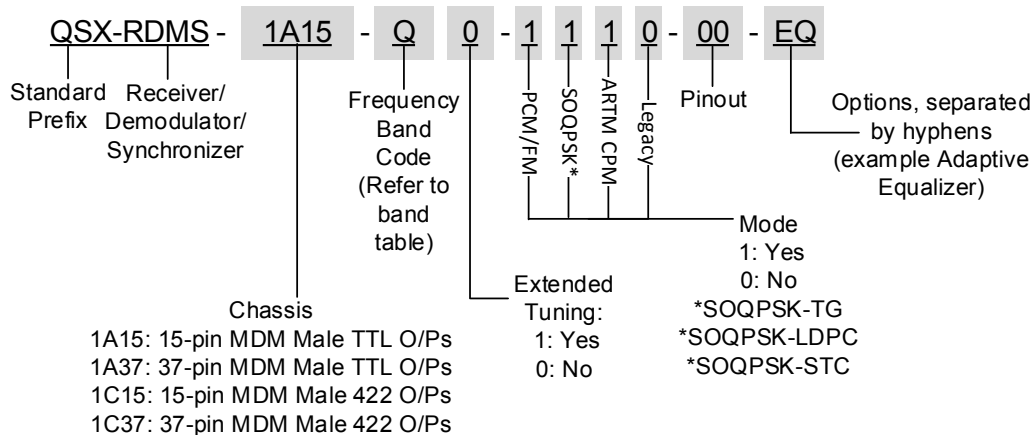 QSX-RDMS - 1A15 - Q 0 - 1 1 1 0 - 00 - EQ
Standard Prefix
Receiver/
Demodulator/
Synchronizer
Frequency
Band
Code
(Refer to
band
table)
PCM/FM
SOQPSK*
ARTM CPM
Legacy
Pinout
Options, separated
by hyphens
(example Adaptive
Equalizer)
Mode
1: Yes
0: No
*SOQPSK-TG
*SOQPSK-LDPC
*SOQPSK-STC
Extended
Tuning:
1: Yes
0: No
Chassis
1A15: 15-pin MDM Male TTL O/Ps
1A37: 37-pin MDM Male TTL O/Ps
1C15: 15-pin MDM Male 422 O/Ps
1C37: 37-pin MDM Male 422 O/Ps